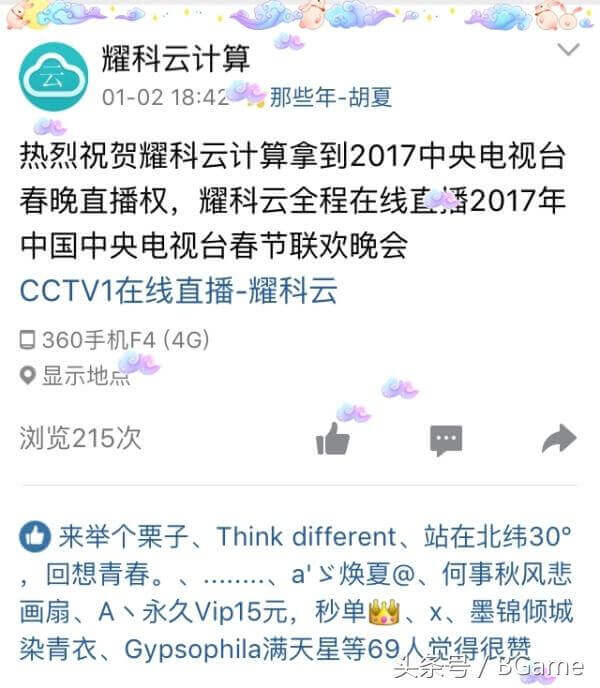 云
耀科云计算
01-02 18:42 那些年-胡夏
热烈祝贺耀科云计算拿到2017中央电视台
春晚直播权，耀科云全程在线直播2017年
中国中央电视台春节联欢晚会
CCTV1在线直播-耀科云
360手机F4 (4G)
显示地点
浏览215次
来举个栗子、Think different、站在北纬30°
，回想青春。、........、a'ゞ焕夏@、何事秋风悲
画扇、A丶永久Vip15元，秒单👑、x、墨锦倾城
染青衣、Gypsophila满天星等69人觉得很赞
头条号 / BGame